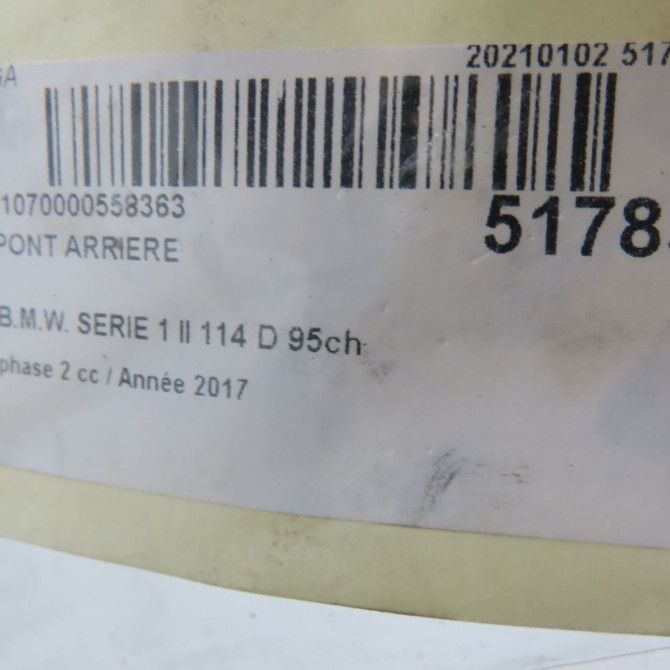 20210102 517
1070000558363
5178
PONT ARRIERE
B.M.W. SERIE 1 II 114 D 95ch
phase 2 cc / Année 2017